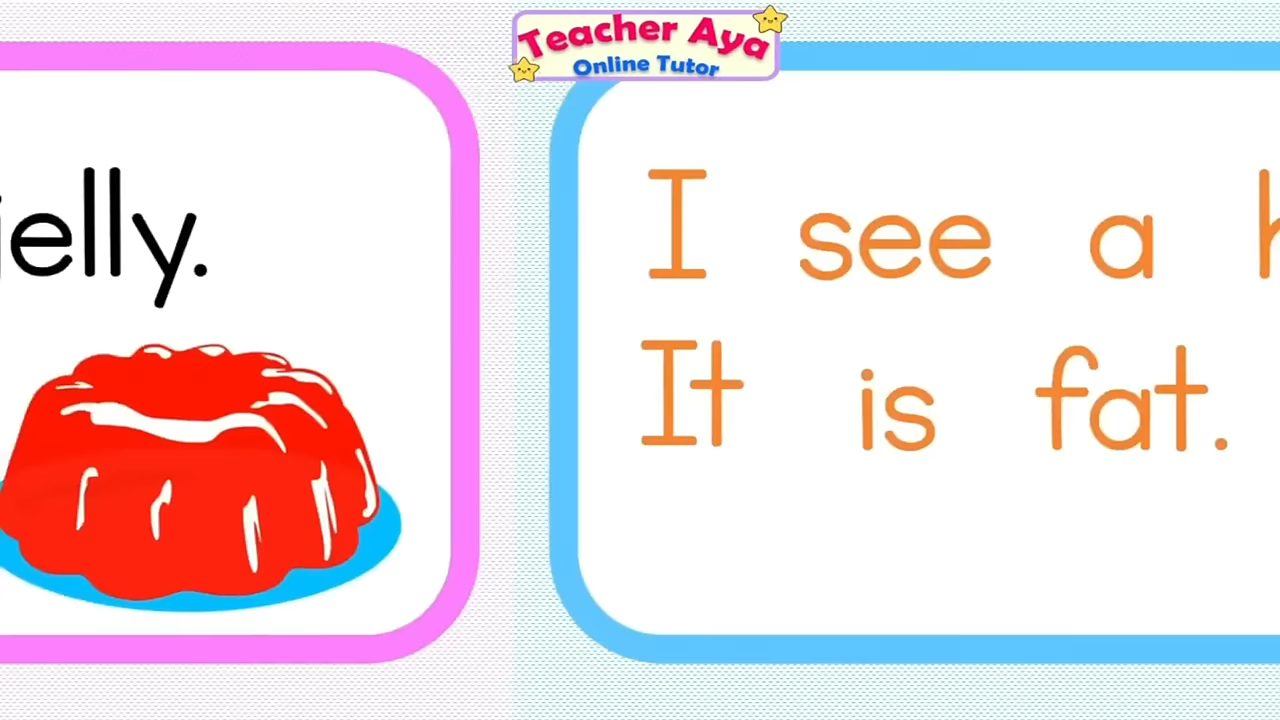 Teacher Aya
Online Tutor
jelly.
I see a
It is fat.